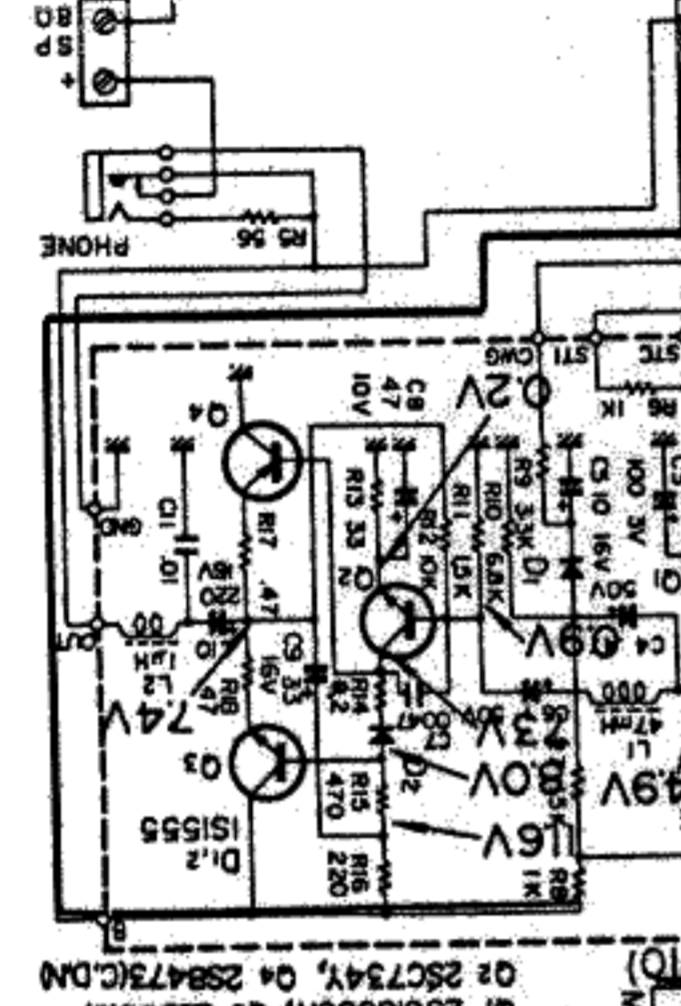 8Ω
SP
+
PHONE
R5 56
CWG
ST1
STC
R6 1K
Q4
C8
47
10V
0.2V
GND
C1
.01
R17
.47
R13 33
R12 10K
R11
1.5K
R10
6.8K
R9 3.3K
D1
C3 10 16V
100 3V
Q1
Q2
50V
C4
0.9V
OUT
L2
1μH
220
16V
C10
7.4V
R18
.47
C9
33
16V
R14
8.2
C7
50V
C6
7.3V
L1
47mH
Q3
D2
8.0V
4.9V
R15
470
1S1555
D1,2
R16
220
R8
1K
B
Q2 2SC734Y, Q4 2SB473(C.D.N)